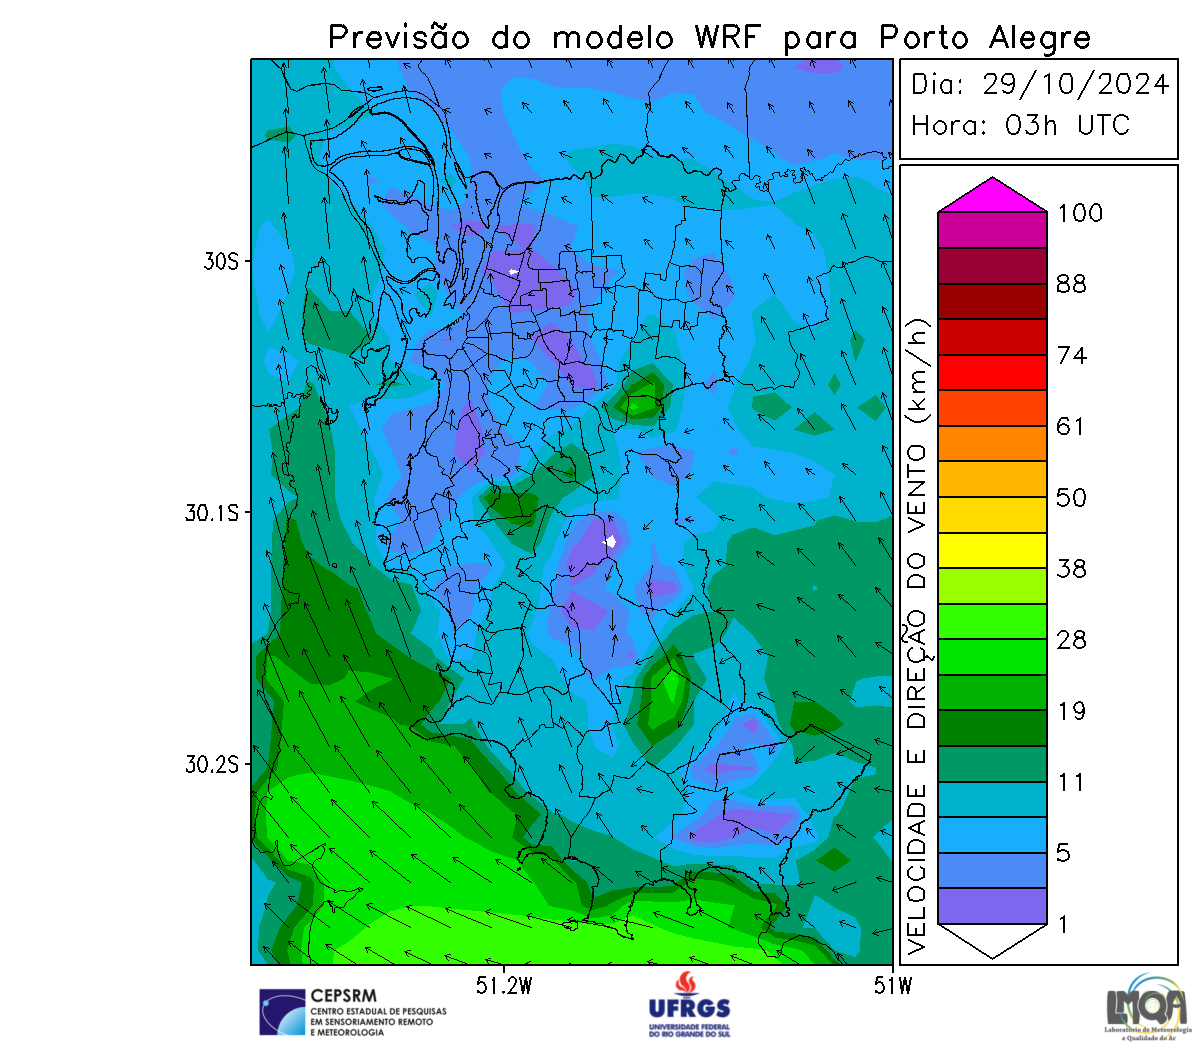 Previsão do modelo WRF para Porto Alegre
Dia: 29/10/2024
Hora: 03h UTC
100
88
74
61
50
38
28
19
11
5
1
VELOCIDADE E DIREÇÃO DO VENTO (km/h)
30S
30.1S
30.2S
51.2W
51W
CEPSRM
CENTRO ESTADUAL DE PESQUISAS
EM SENSORIAMENTO REMOTO
E METEOROLOGIA
UFRGS
UNIVERSIDADE FEDERAL
DO RIO GRANDE DO SUL
LMQA
Laboratório de Meteorologia
e Qualidade do Ar